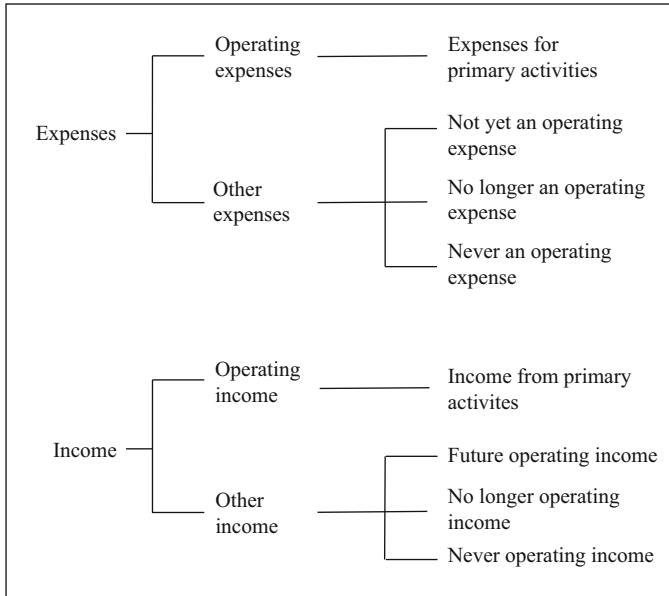 Operating
expenses
Expenses for
primary activities
Expenses
Not yet an operating
expense
Other
expenses
No longer an operating
expense
Never an operating
expense
Operating
income
Income from primary
activites
Income
Future operating income
Other
income
No longer operating
income
Never operating income